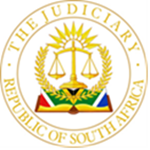 THE JUDICIARY
REPUBLIC OF SOUTH AFRICA